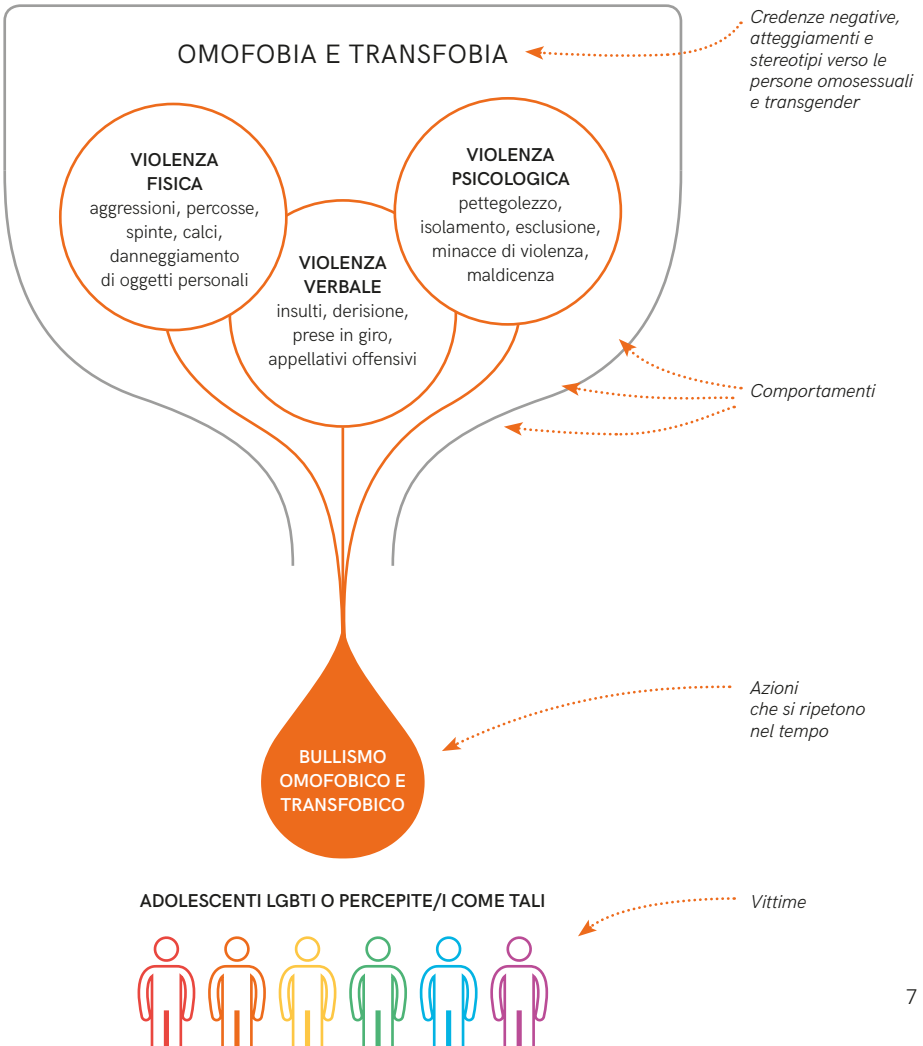 Credenze negative,
atteggiamenti e
stereotipi verso le
persone omosessuali
e transgender
OMOFOBIA E TRANSFOBIA
VIOLENZA
FISICA
aggressioni, percosse,
spinte, calci,
danneggiamento
di oggetti personali
VIOLENZA
VERBALE
insulti, derisione,
prese in giro,
appellativi offensivi
VIOLENZA
PSICOLOGICA
pettegolezzo,
isolamento, esclusione,
minacce di violenza,
maldicenza
Comportamenti
Azioni
che si ripetono
nel tempo
BULLISMO
OMOFOBICO E
TRANSFOBICO
ADOLESCENTI LGBTI O PERCEPITE/I COME TALI
Vittime
7